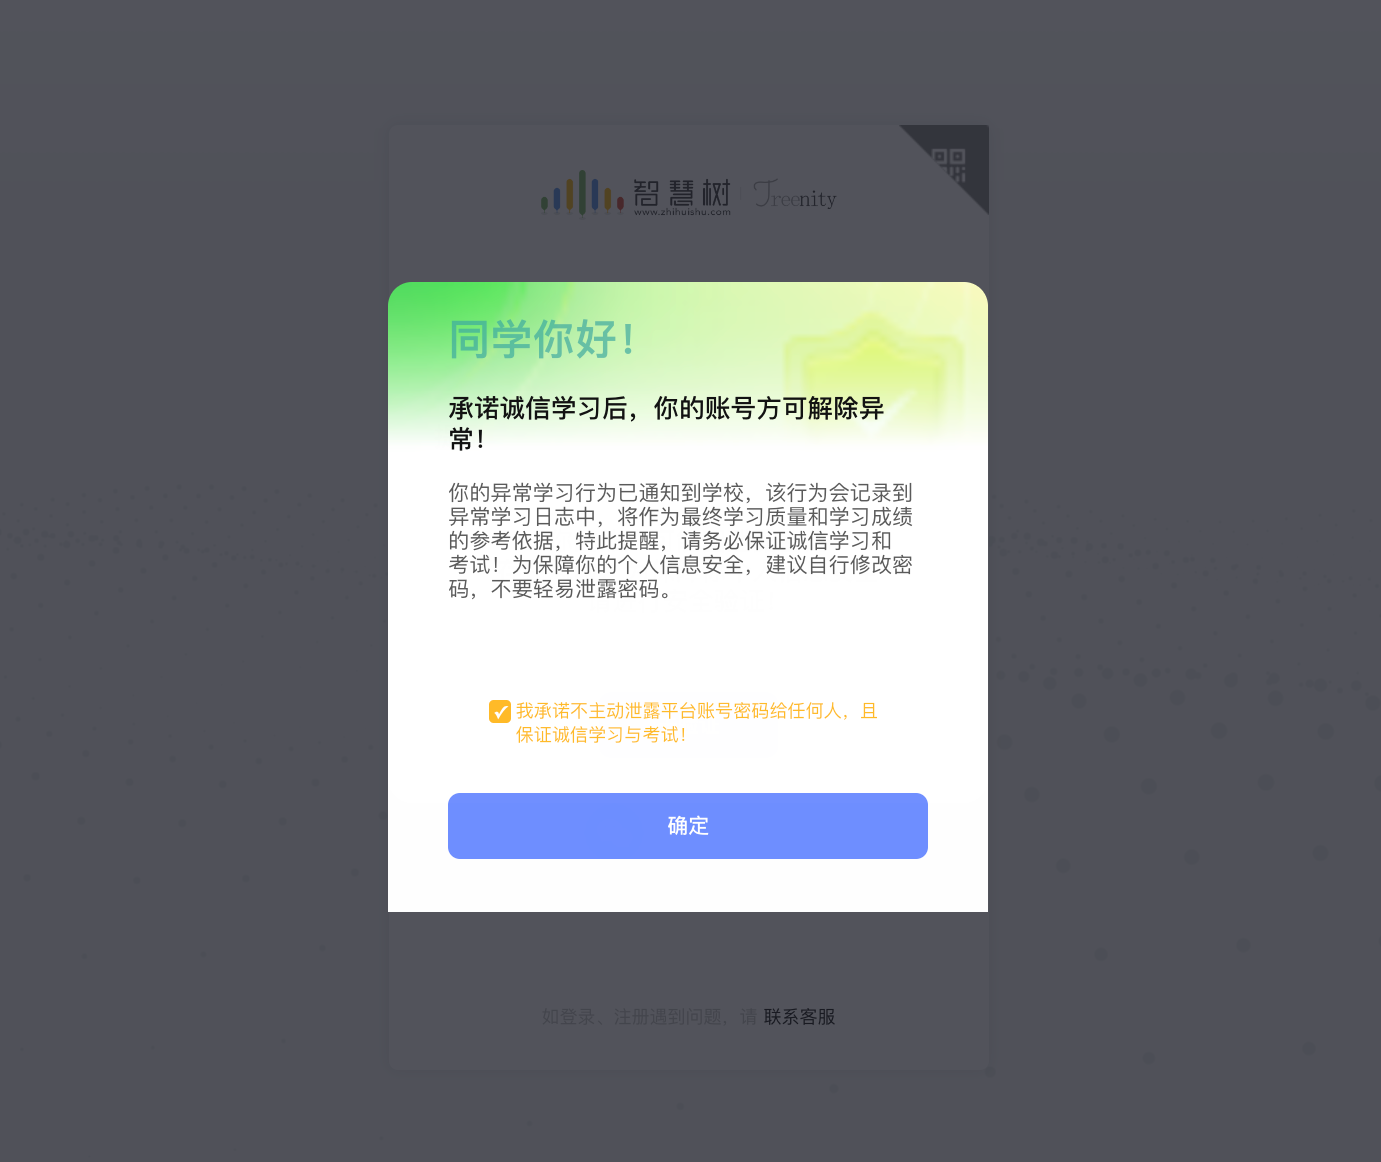 智慧树
www.zhihuishu.com
Treenity
同学你好！
承诺诚信学习后，你的账号方可解除异
常！
你的异常学习行为已通知到学校，该行为会记录到
异常学习日志中，将作为最终学习质量和学习成绩
的参考依据，特此提醒，请务必保证诚信学习和
考试！为保障你的个人信息安全，建议自行修改密
码，不要轻易泄露密码。
我承诺不主动泄露平台账号密码给任何人，且
保证诚信学习与考试！
确定
如登录、注册遇到问题，请 联系客服